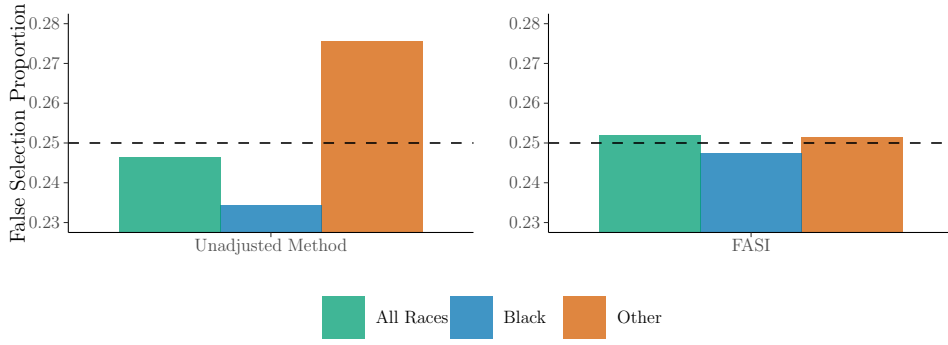 False Selection Proportion
0.28
0.27
0.26
0.25
0.24
0.23
Unadjusted Method
0.28
0.27
0.26
0.25
0.24
0.23
FASI
All Races
Black
Other